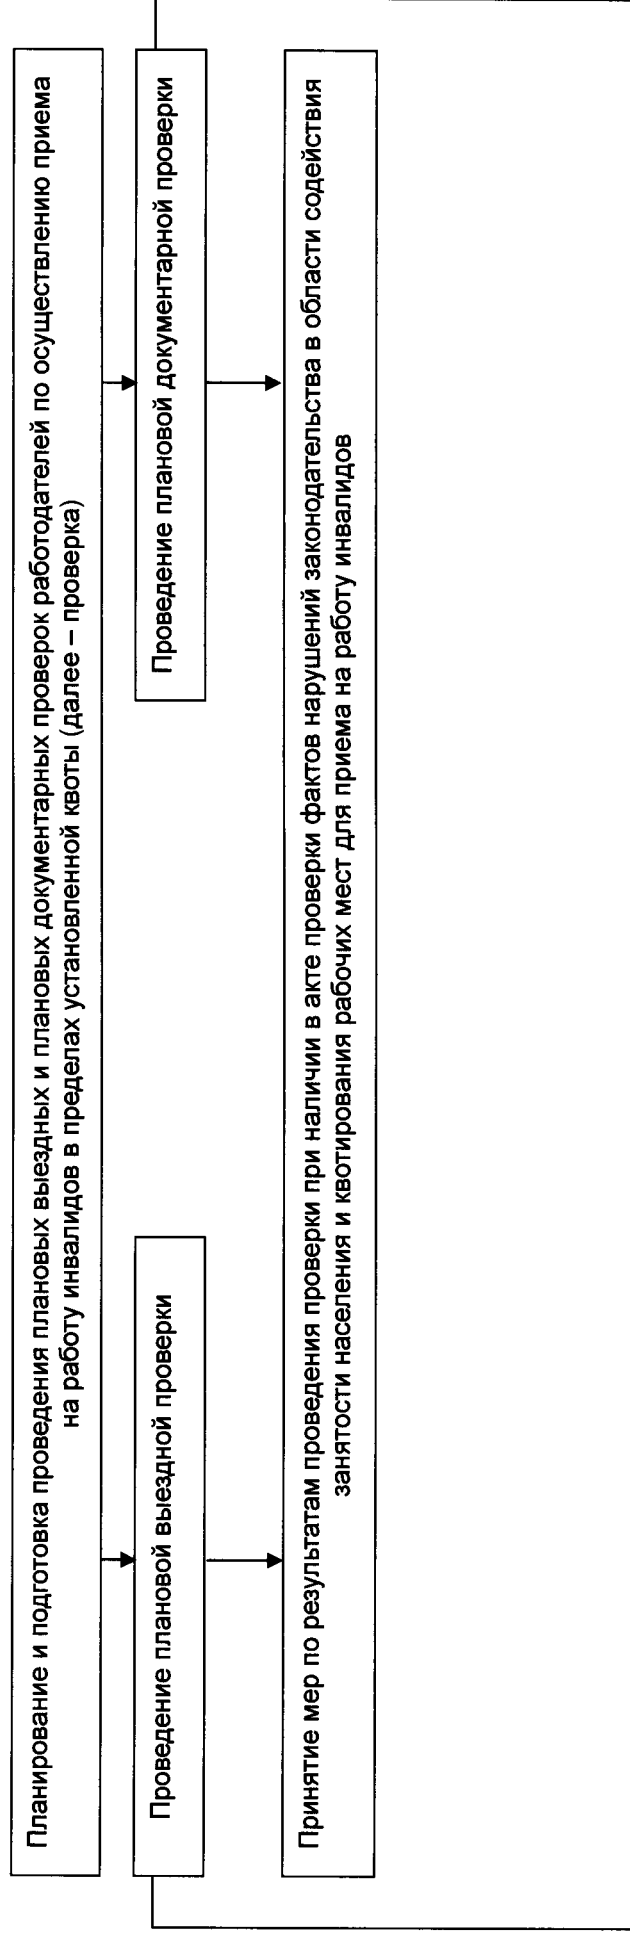 Планирование и подготовка проведения плановых выездных и плановых документарных проверок работодателей по осуществлению приема
на работу инвалидов в пределах установленной квоты (далее – проверка)
Проведение плановой выездной проверки
Проведение плановой документарной проверки
Принятие мер по результатам проведения проверки при наличии в акте проверки фактов нарушений законодательства в области содействия
занятости населения и квотирования рабочих мест для приема на работу инвалидов